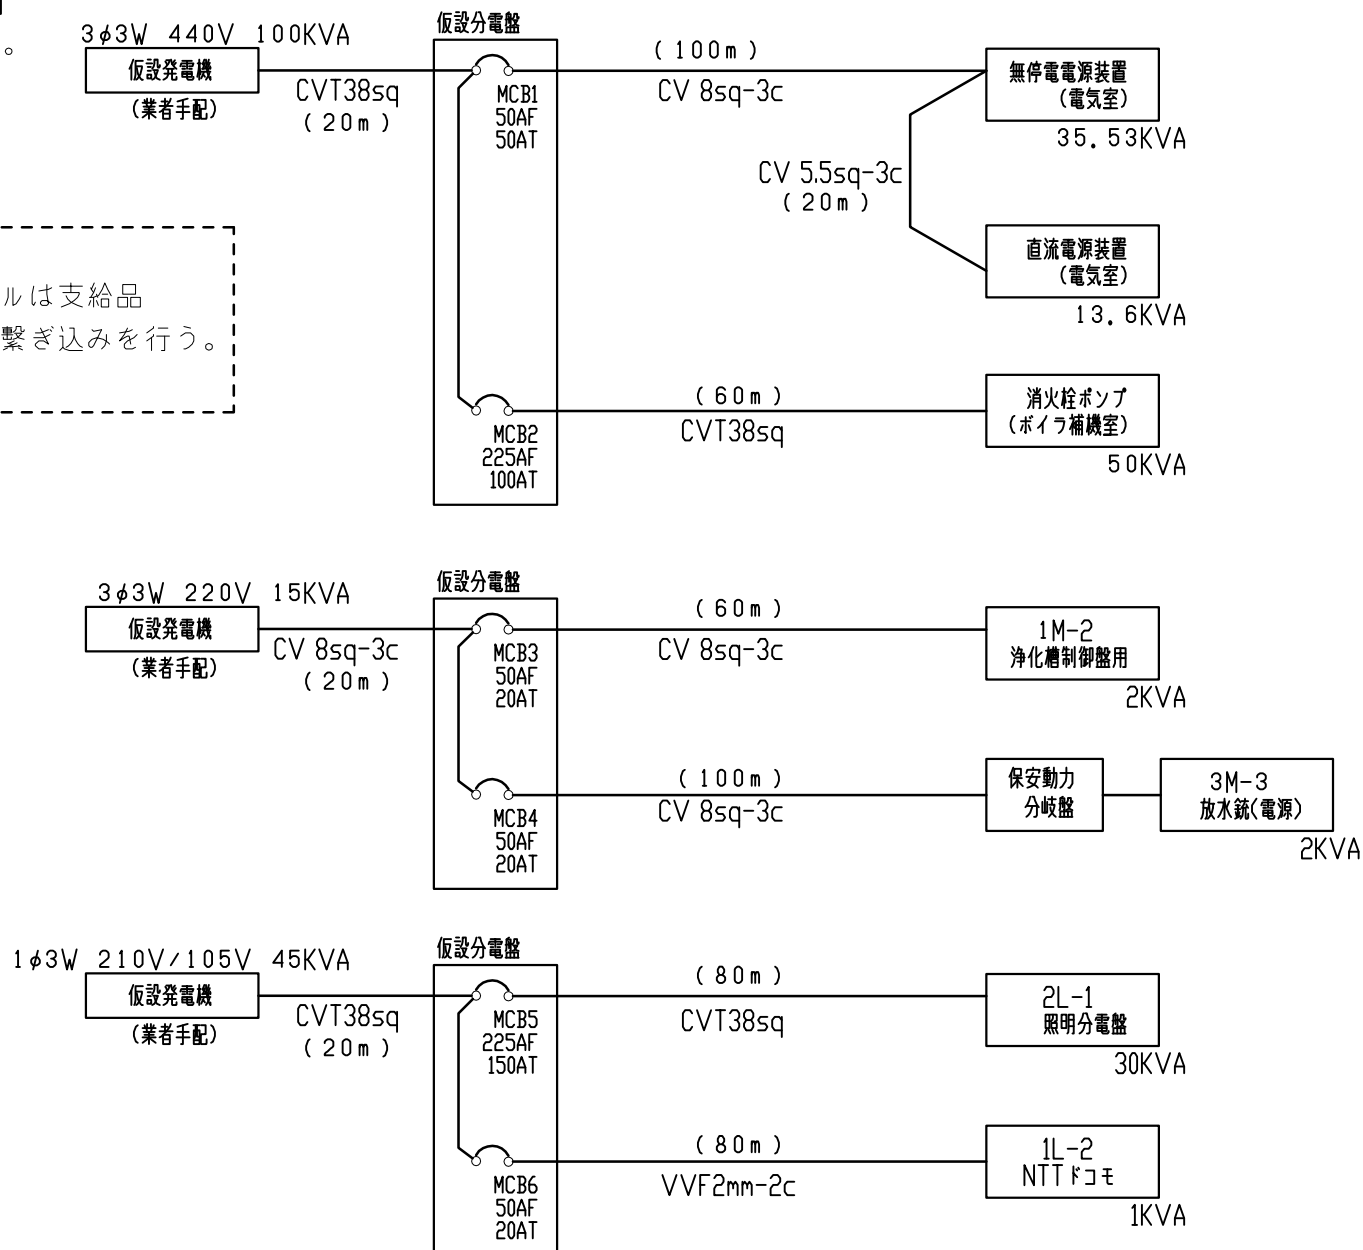 。
3φ3W 440V 100KVA
仮設発電機
(業者手配)
CVT38sq
(20m)
仮設分電盤
MCB1
50AF
50AT
(100m)
CV 8sq-3c
無停電電源装置
(電気室)
35.53KVA
CV 5.5sq-3c
(20m)
直流電源装置
(電気室)
13.6KVA
ルは支給品
繋ぎ込みを行う。
MCB2
225AF
100AT
(60m)
CVT38sq
消火栓ポンプ
(ボイラ補機室)
50KVA
3φ3W 220V 15KVA
仮設発電機
(業者手配)
CV 8sq-3c
(20m)
仮設分電盤
MCB3
50AF
20AT
(60m)
CV 8sq-3c
1M-2
浄化槽制御盤用
2KVA
MCB4
50AF
20AT
(100m)
CV 8sq-3c
保安動力
分岐盤
3M-3
放水銃(電源)
2KVA
1φ3W 210V/105V 45KVA
仮設発電機
(業者手配)
CVT38sq
(20m)
仮設分電盤
MCB5
225AF
150AT
(80m)
CVT38sq
2L-1
照明分電盤
30KVA
MCB6
50AF
20AT
(80m)
VVF2mm-2c
1L-2
NTTドコモ
1KVA